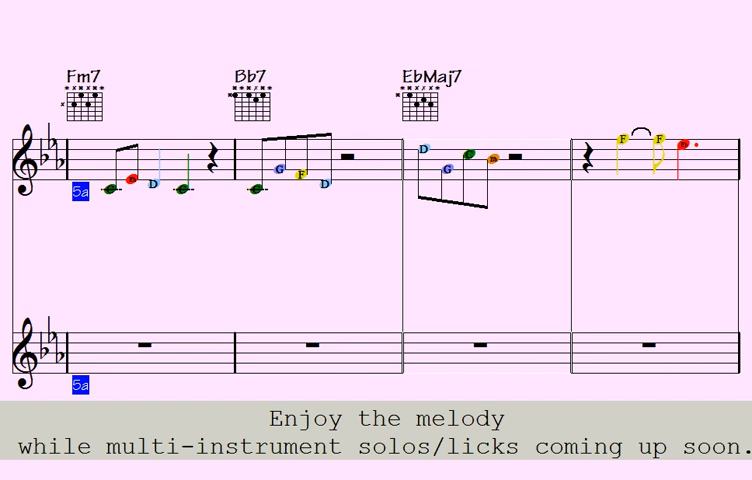 Fm7 Bb7 EbMaj7
D F F
G G
F
D D
5a
5a
Enjoy the melody
while multi-instrument solos/licks coming up soon.